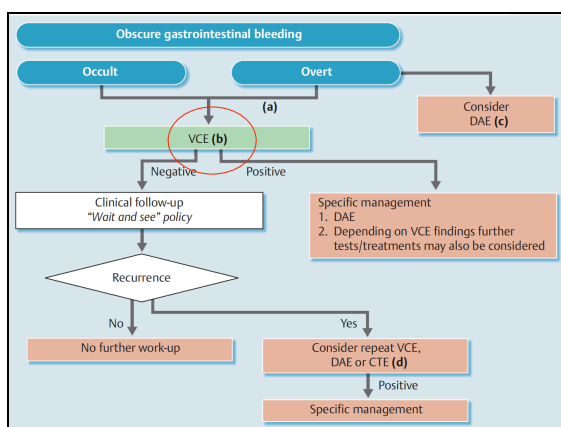 Obscure gastrointestinal bleeding
Occult
Overt
(a)
Consider
DAE (c)
VCE (b)
Negative
Positive
Clinical follow-up
"Wait and see" policy
Specific management
1. DAE
2. Depending on VCE findings further
tests/treatments may also be considered
Recurrence
No
Yes
No further work-up
Consider repeat VCE,
DAE or CTE (d)
Positive
Specific management